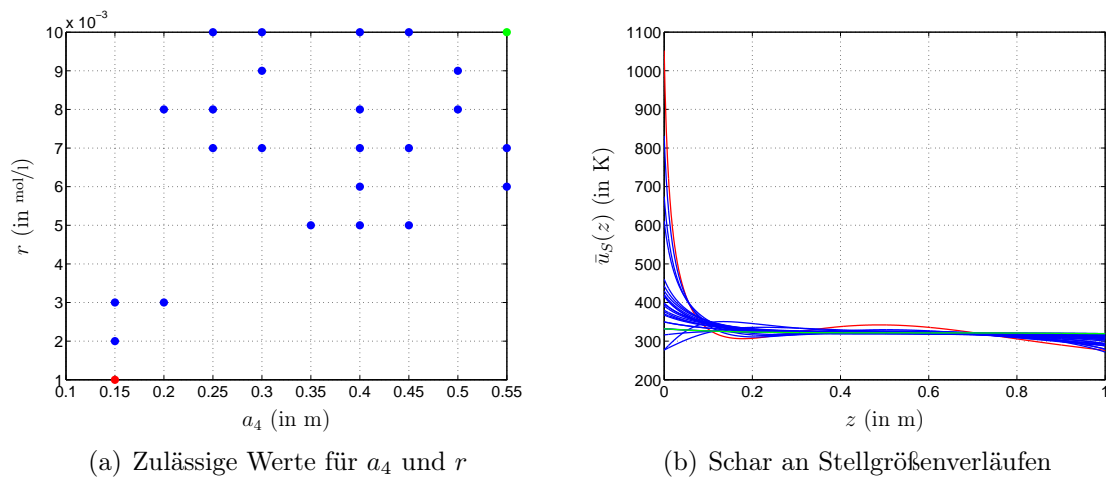 10 x 10⁻³
9
8
7
6
5
4
3
2
1
0.1 0.15 0.2 0.25 0.3 0.35 0.4 0.45 0.5 0.55
r (in mol/l)
a₄ (in m)
(a) Zulässige Werte für a₄ und r
1100
1000
900
800
700
600
500
400
300
200
0 0.2 0.4 0.6 0.8 1
ū_S(z) (in K)
z (in m)
(b) Schar an Stellgrößenverläufen